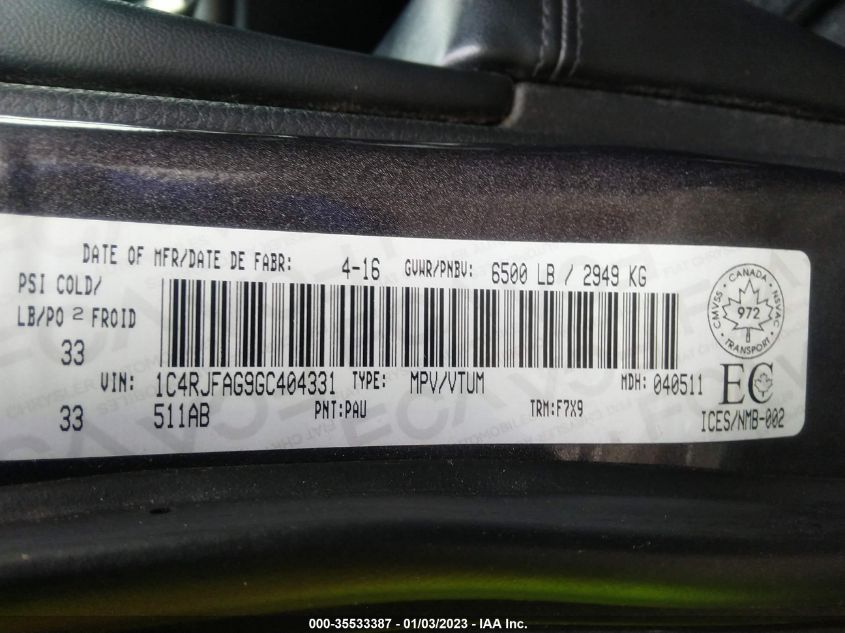 DATE OF MFR/DATE DE FABR: 4-16 GVWR/PNBV: 6500 LB / 2949 KG
PSI COLD/
LB/PO 2 FROID
33
33
VIN: 1C4RJFAG9GC404331 TYPE: MPV/VTUM MDH: 040511
511AB PNT:PAU TRM:F7X9
CANADA
CMVSS
NSVAC
972
TRANSPORT
EC
ICES/NMB-002
000-35533387 - 01/03/2023 - IAA Inc.